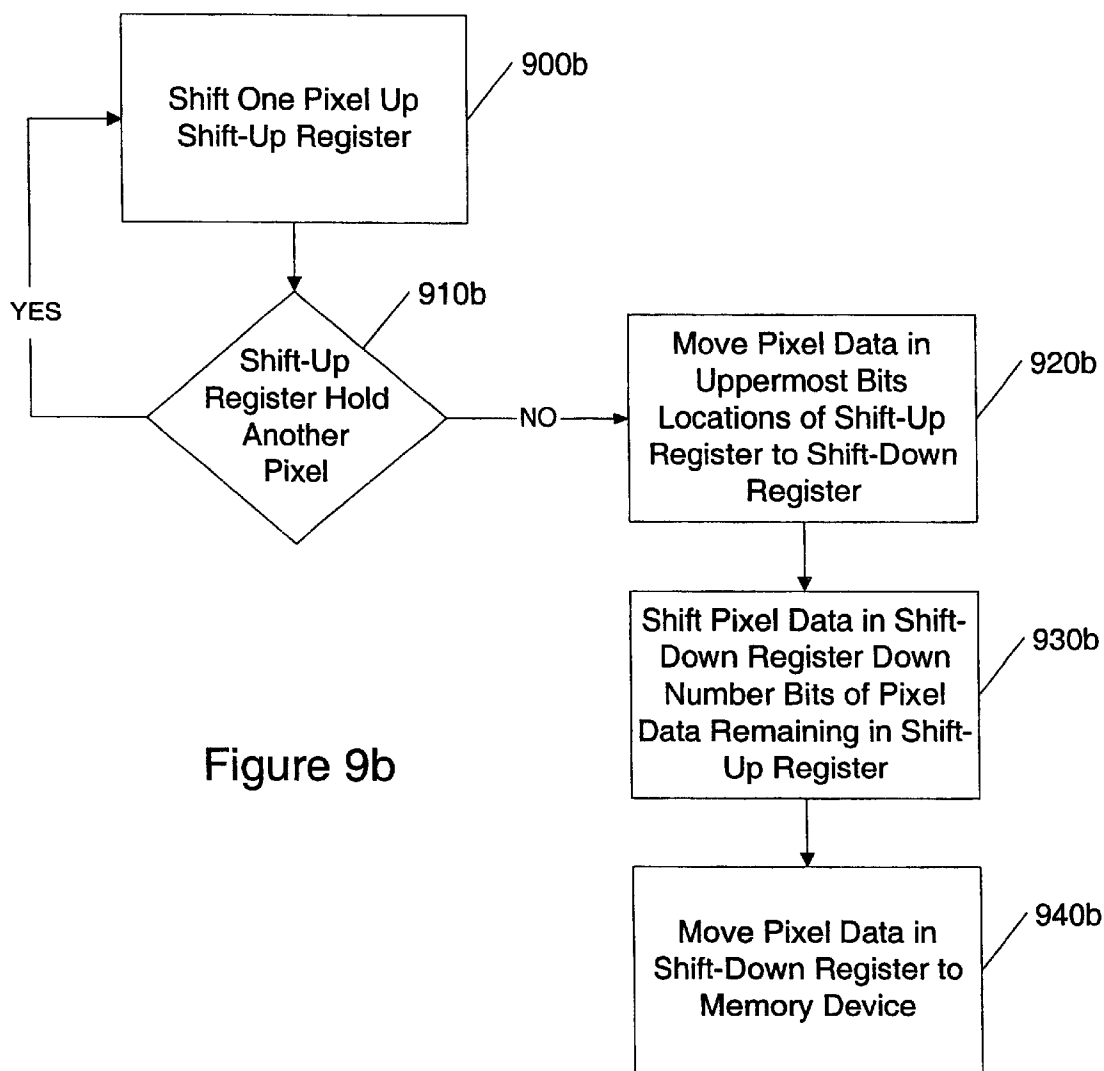 Shift One Pixel Up
Shift-Up Register
900b
YES
Shift-Up
Register Hold
Another
Pixel
910b
NO
Move Pixel Data in
Uppermost Bits
Locations of Shift-Up
Register to Shift-Down
Register
920b
Shift Pixel Data in Shift-
Down Register Down
Number Bits of Pixel
Data Remaining in Shift-
Up Register
930b
Figure 9b
Move Pixel Data in
Shift-Down Register to
Memory Device
940b